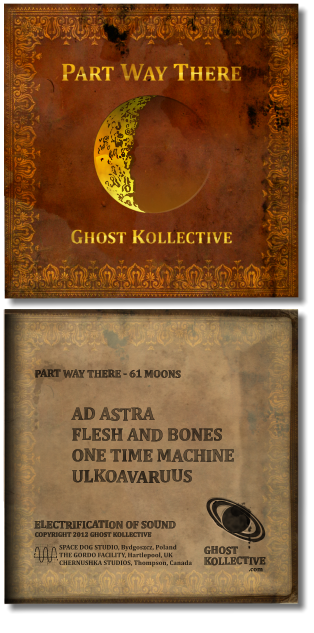 PART WAY THERE
GHOST KOLLECTIVE
PART WAY THERE - 61 MOONS
AD ASTRA
FLESH AND BONES
ONE TIME MACHINE
ULKOAVARUUS
ELECTRIFICATION OF SOUND
COPYRIGHT 2012 GHOST KOLLECTIVE
SPACE DOG STUDIO, Bydgoszcz, Poland
THE GORDO FACILITY, Hartlepool, UK
CHERNUSHKA STUDIOS, Thompson, Canada
GHOST
KOLLECTIVE
.com